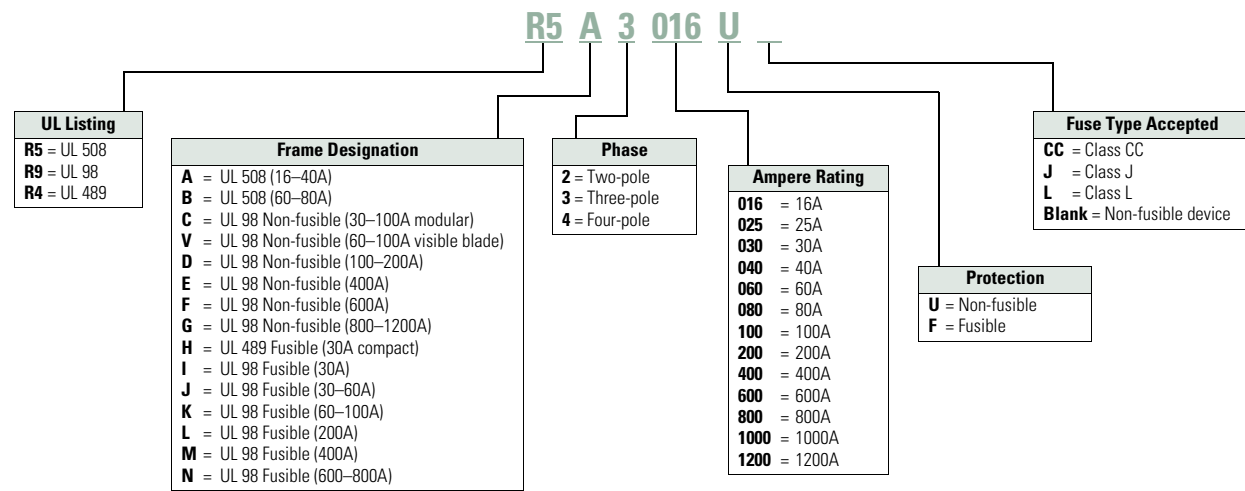 R5 A 3 016 U _
UL Listing
R5 = UL 508
R9 = UL 98
R4 = UL 489
Frame Designation
A = UL 508 (16–40A)
B = UL 508 (60–80A)
C = UL 98 Non-fusible (30–100A modular)
V = UL 98 Non-fusible (60–100A visible blade)
D = UL 98 Non-fusible (100–200A)
E = UL 98 Non-fusible (400A)
F = UL 98 Non-fusible (600A)
G = UL 98 Non-fusible (800–1200A)
H = UL 489 Fusible (30A compact)
I = UL 98 Fusible (30A)
J = UL 98 Fusible (30–60A)
K = UL 98 Fusible (60–100A)
L = UL 98 Fusible (200A)
M = UL 98 Fusible (400A)
N = UL 98 Fusible (600–800A)
Phase
2 = Two-pole
3 = Three-pole
4 = Four-pole
Ampere Rating
016 = 16A
025 = 25A
030 = 30A
040 = 40A
060 = 60A
080 = 80A
100 = 100A
200 = 200A
400 = 400A
600 = 600A
800 = 800A
1000 = 1000A
1200 = 1200A
Protection
U = Non-fusible
F = Fusible
Fuse Type Accepted
CC = Class CC
J = Class J
L = Class L
Blank = Non-fusible device